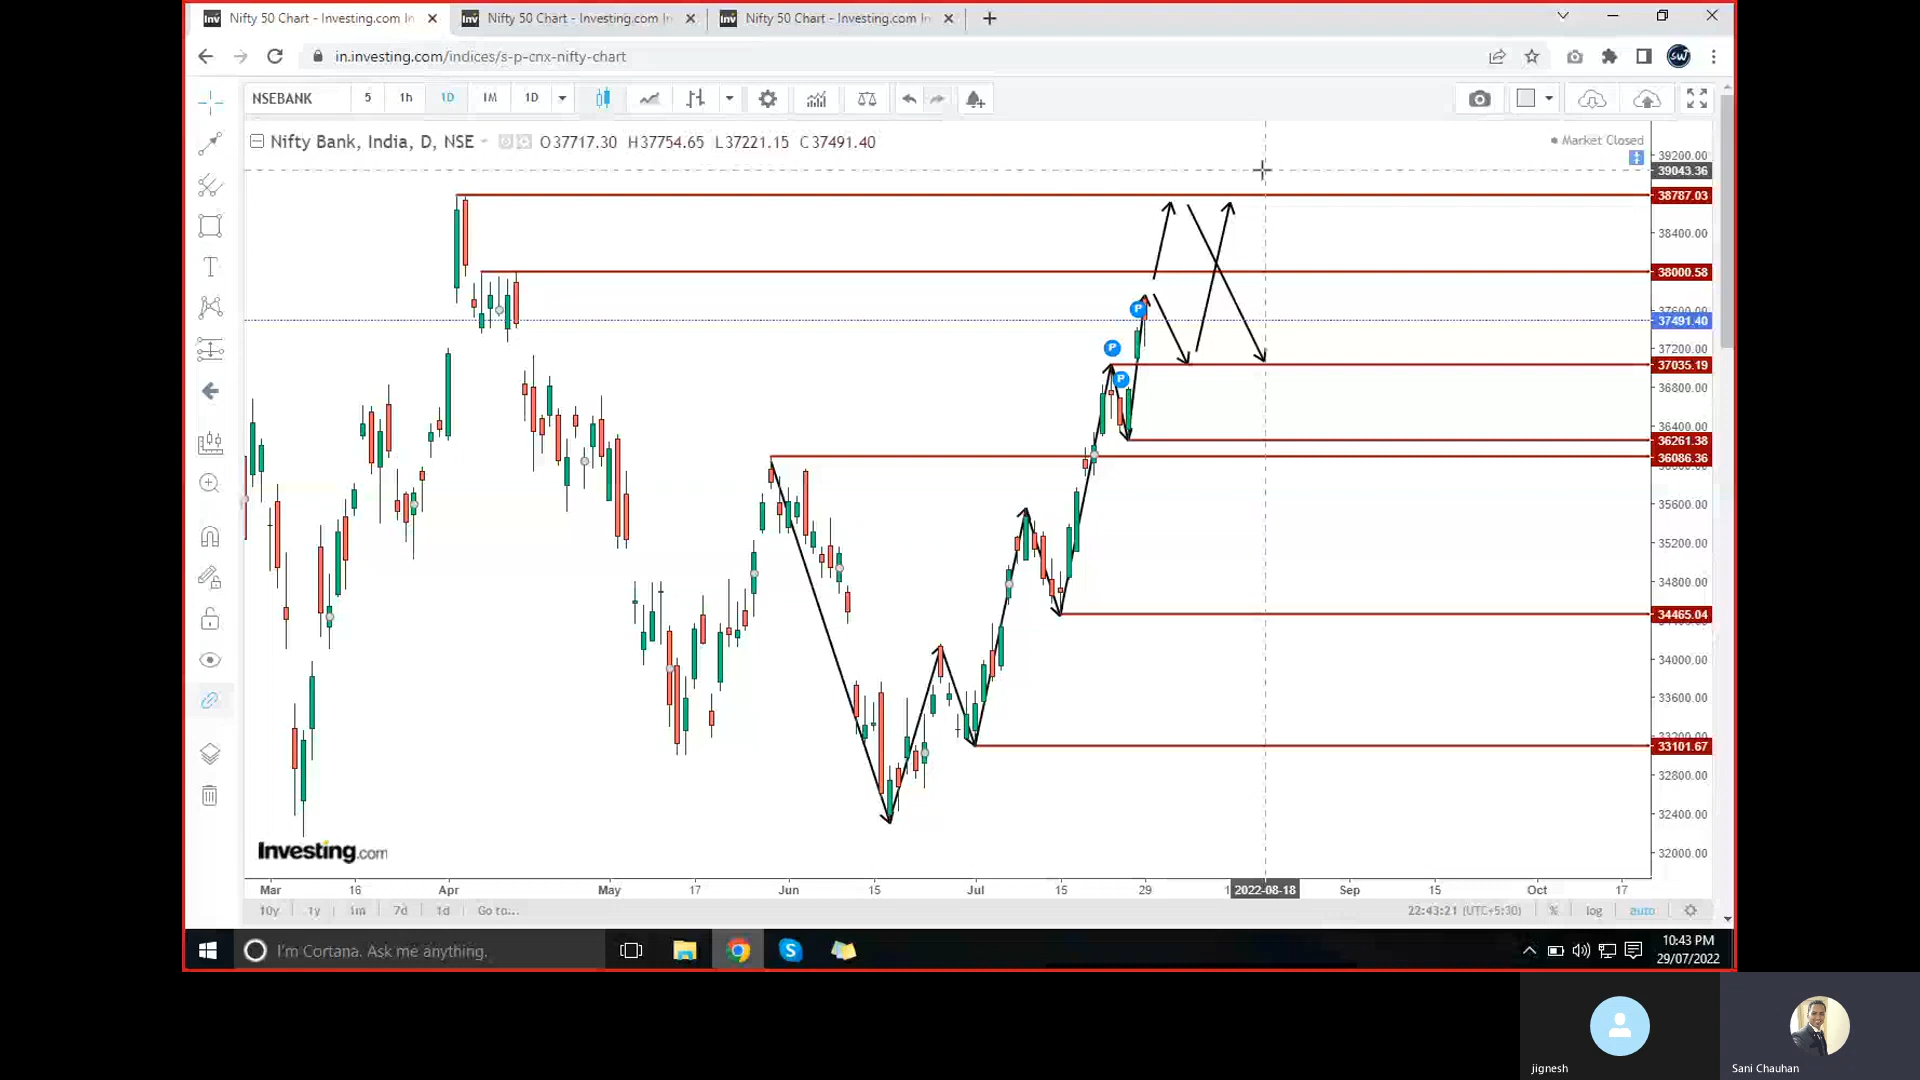 Nifty 50 Chart - Investing.com In
Nifty 50 Chart - Investing.com In
Nifty 50 Chart - Investing.com In
in.investing.com/indices/s-p-cnx-nifty-chart
NSEBANK 5 1h 1D 1M 1D
Nifty Bank, India, D, NSE O37717.30 H37754.65 L37221.15 C37491.40
Market Closed
39200.00
39043.36
38787.03
38400.00
38000.58
37491.40
37200.00
37035.19
36800.00
36400.00
36261.38
36086.36
35600.00
35200.00
34800.00
34465.04
34000.00
33600.00
33101.67
32800.00
32400.00
32000.00
P
P
P
Investing.com
Mar 16 Apr May 17 Jun 15 Jul 15 29 2022-08-18 Sep 15 Oct 17
10y 1y 1m 7d 1d Go to... 22:43:21 (UTC+5:30) % log auto
I'm Cortana. Ask me anything.
10:43 PM
29/07/2022
jignesh
Sani Chauhan